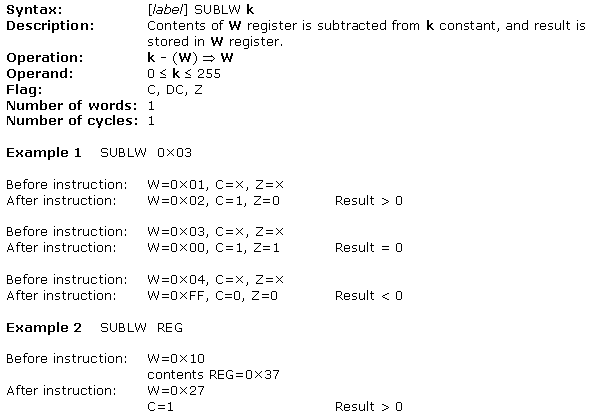 Syntax: [label] SUBLW k
Description: Contents of W register is subtracted from k constant, and result is
stored in W register.
Operation: k - (W) ⇒ W
Operand: 0 ≤ k ≤ 255
Flag: C, DC, Z
Number of words: 1
Number of cycles: 1
Example 1 SUBLW 0×03
Before instruction: W=0×01, C=×, Z=×
After instruction: W=0×02, C=1, Z=0 Result > 0
Before instruction: W=0×03, C=×, Z=×
After instruction: W=0×00, C=1, Z=1 Result = 0
Before instruction: W=0×04, C=×, Z=×
After instruction: W=0×FF, C=0, Z=0 Result < 0
Example 2 SUBLW REG
Before instruction: W=0×10
contents REG=0×37
After instruction: W=0×27
C=1 Result > 0